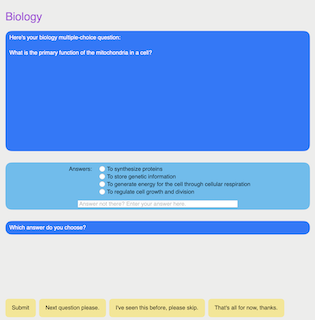 Biology
Here's your biology multiple-choice question:
What is the primary function of the mitochondria in a cell?
Answers:
To synthesize proteins
To store genetic information
To generate energy for the cell through cellular respiration
To regulate cell growth and division
Answer not there? Enter your answer here.
Which answer do you choose?
Submit
Next question please.
I've seen this before, please skip.
That's all for now, thanks.